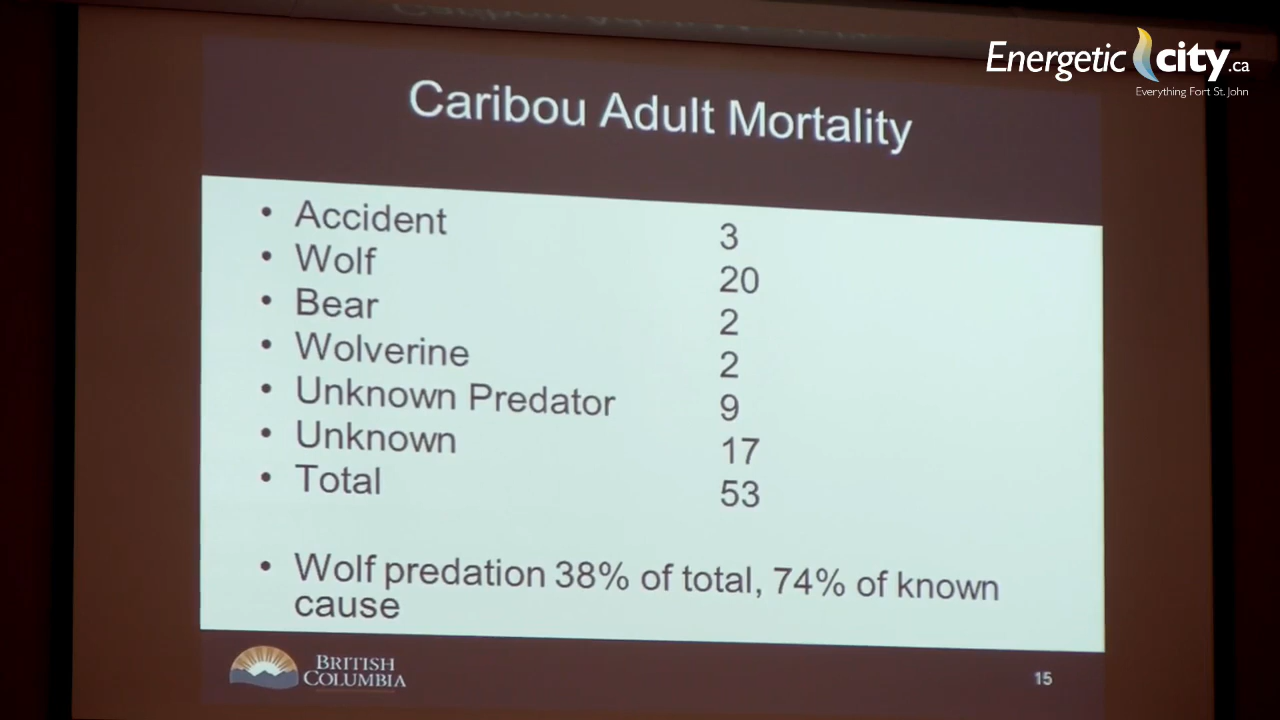 Energetic city.ca
Everything Fort St. John
Caribou Adult Mortality
• Accident 3
• Wolf 20
• Bear 2
• Wolverine 2
• Unknown Predator 9
• Unknown 17
• Total 53
• Wolf predation 38% of total, 74% of known
cause
BRITISH
COLUMBIA
15